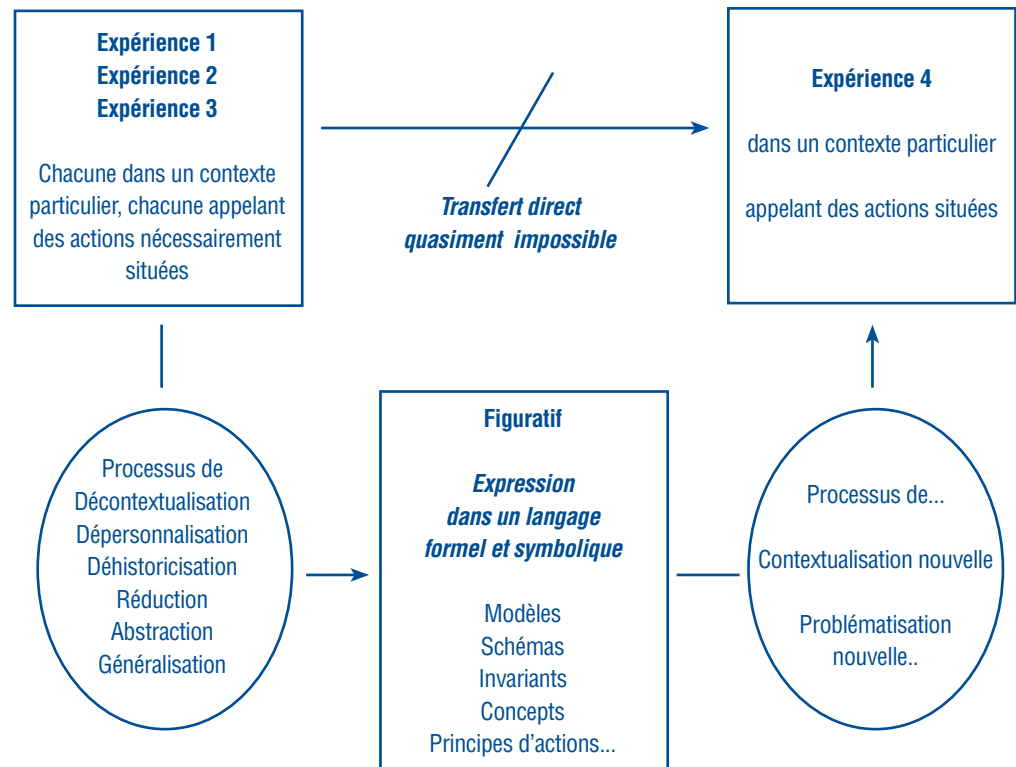 Expérience 1
Expérience 2
Expérience 3
Chacune dans un contexte
particulier, chacune appelant
des actions nécessairement
situées
Transfert direct
quasiment impossible
Expérience 4
dans un contexte particulier
appelant des actions situées
Processus de
Décontextualisation
Dépersonnalisation
Déhistoricisation
Réduction
Abstraction
Généralisation
Figuratif
Expression
dans un langage
formel et symbolique
Modèles
Schémas
Invariants
Concepts
Principes d'actions...
Processus de...
Contextualisation nouvelle
Problématisation
nouvelle..